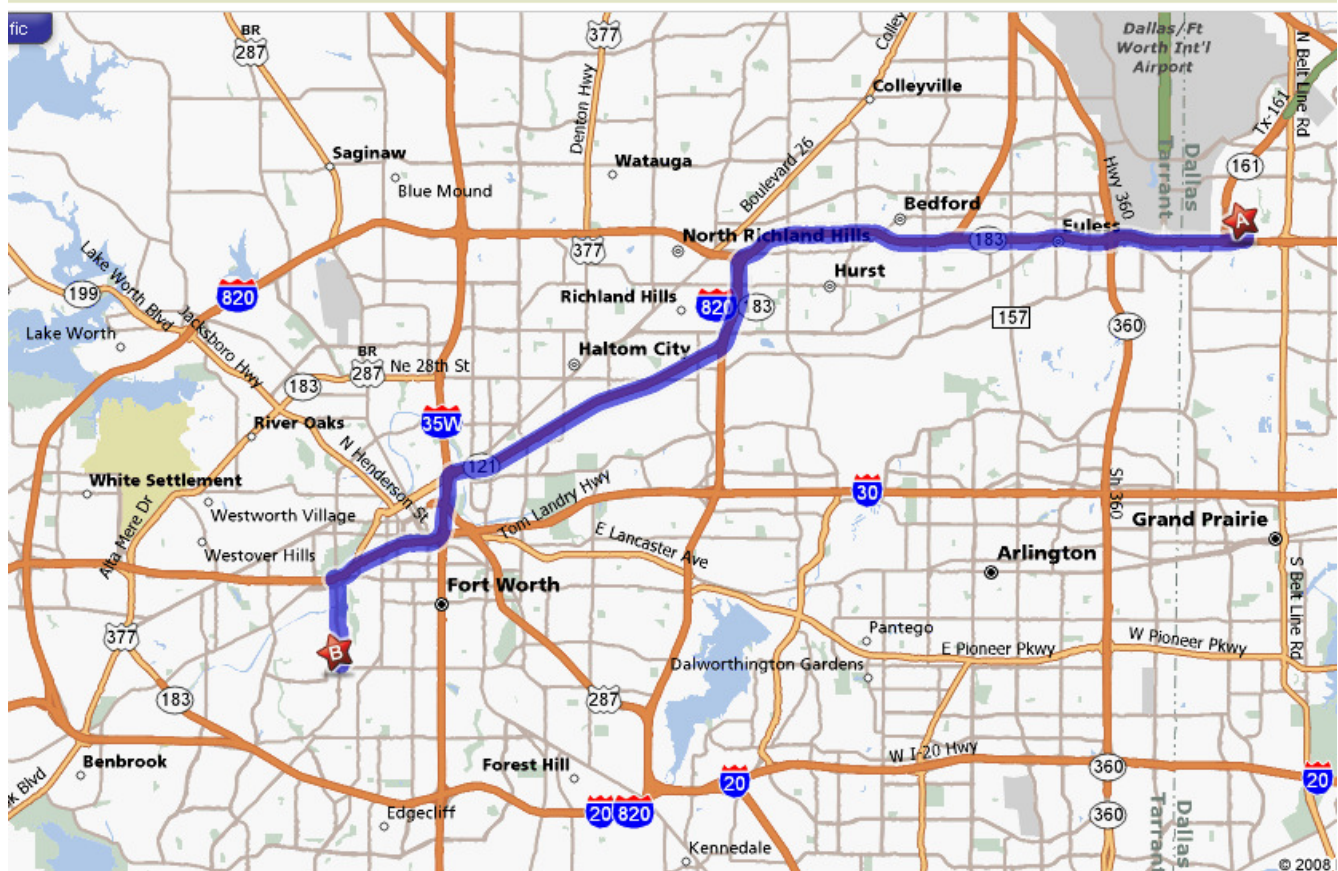 fic
BR
287
377
Denton Hwy
Colley
Dallas/Ft
Worth Int'l
Airport
N Belt Line Rd
Colleyville
Tx-161
Saginaw
Blue Mound
Watauga
Boulevard 26
Hwy 360
Tarrant
Dallas
161
A
Bedford
Euless
183
North Richland Hills
377
Hurst
Lake Worth Blvd
199
820
Jacksboro Hwy
Lake Worth
Richland Hills
820
183
157
360
Haltom City
BR
287
Ne 28th St
183
River Oaks
35W
N Henderson St
121
White Settlement
Westworth Village
Alta Mere Dr
Westover Hills
Tom Landry Hwy
30
Sh 360
Grand Prairie
E Lancaster Ave
Arlington
Fort Worth
S Belt Line Rd
377
B
Pantego
E Pioneer Pkwy
W Pioneer Pkwy
Dalworthington Gardens
183
287
W I-20 Hwy
Benbrook
Forest Hill
20
360
20
k Blvd
20
820
Edgecliff
360
Tarrant
Dallas
Kennedale
© 2008